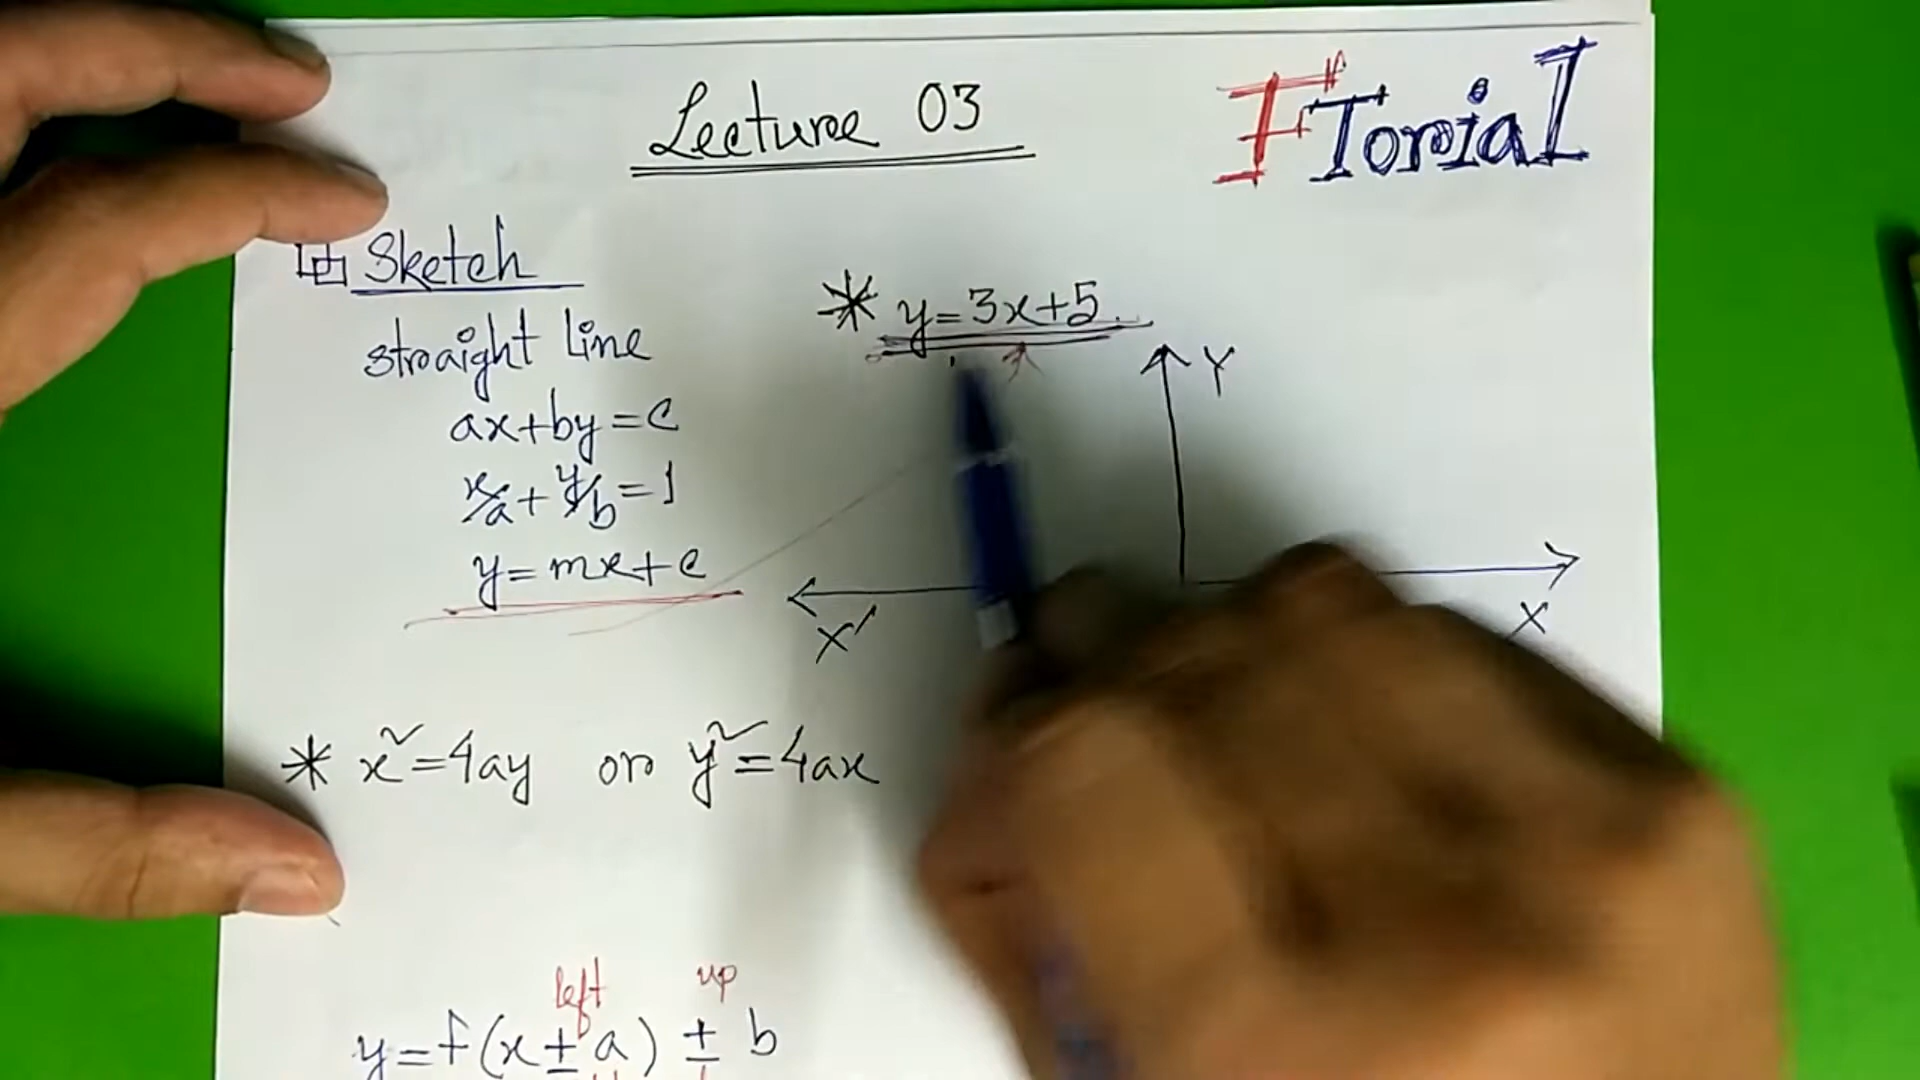 Lecture 03
FTorial
Sketch
straight line
ax+by=c
x/a+y/b=1
y=mx+c
* y=3x+5.
Y
X'
X
* x²=4ay or y²=4ax
left up
y=f(x±a) ± b